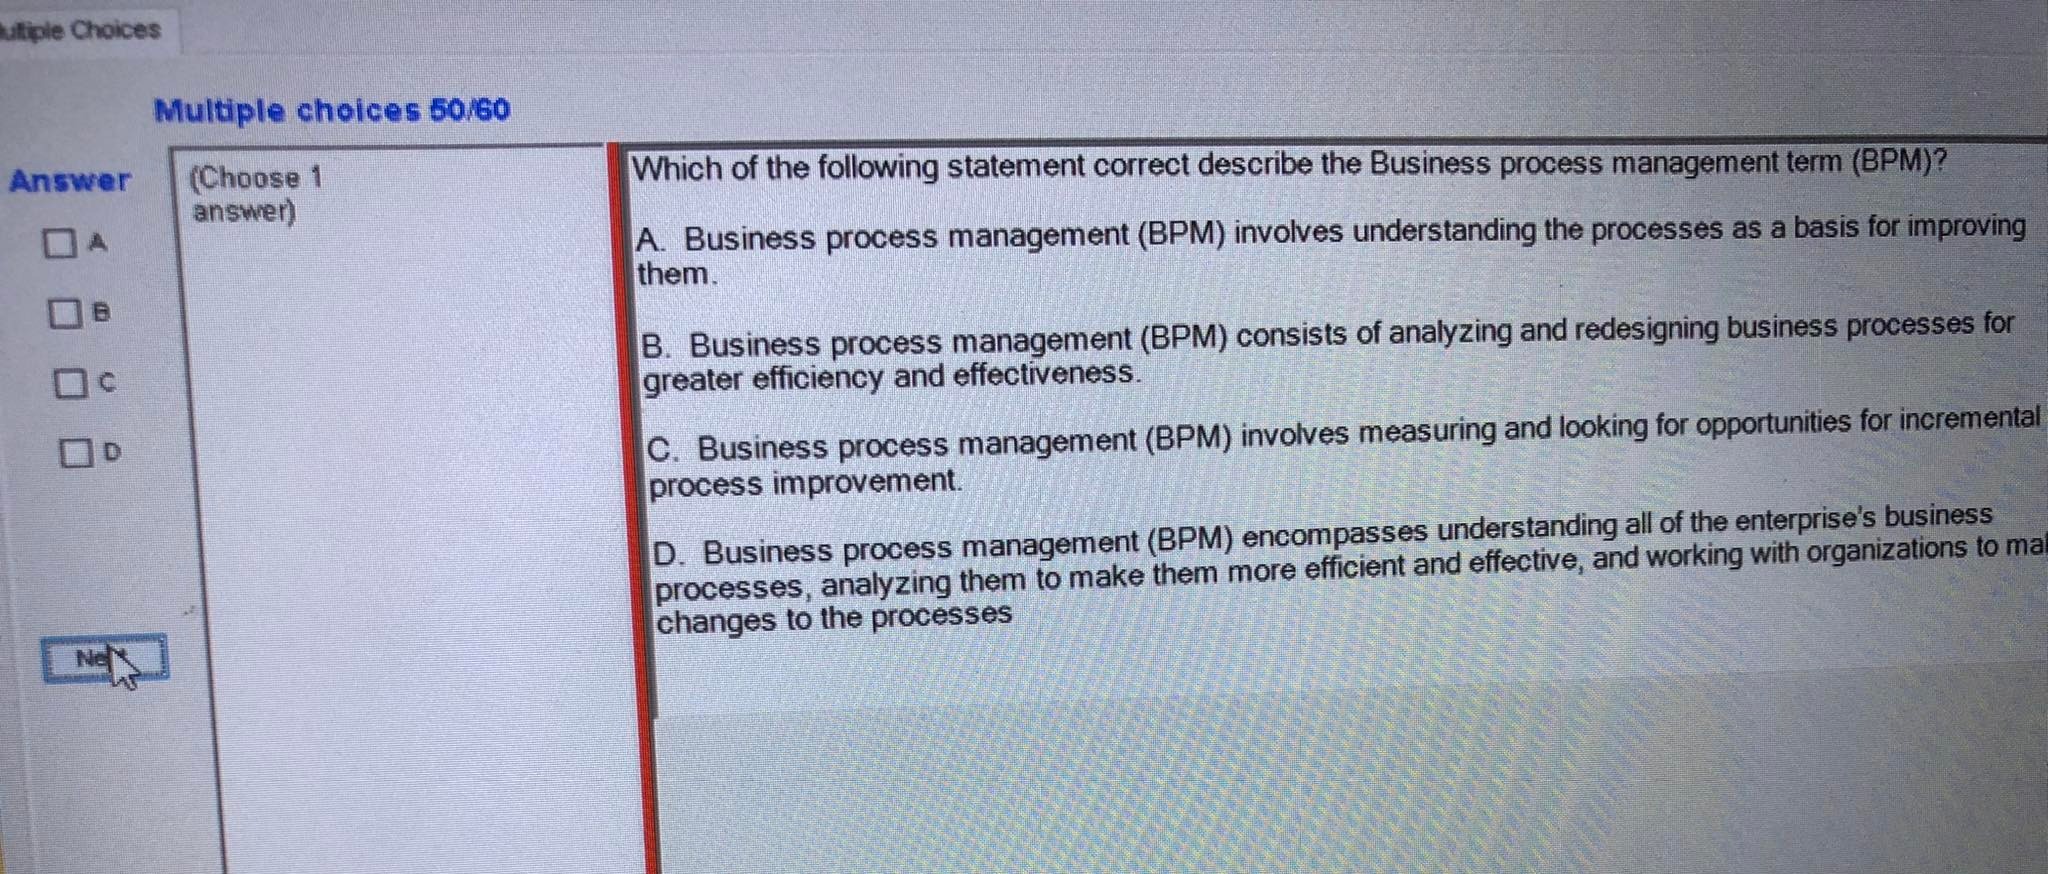 ultiple Choices
Multiple choices 50/60
Answer
(Choose 1
answer)
A
B
C
D
Which of the following statement correct describe the Business process management term (BPM)?
A. Business process management (BPM) involves understanding the processes as a basis for improving
them.
B. Business process management (BPM) consists of analyzing and redesigning business processes for
greater efficiency and effectiveness.
C. Business process management (BPM) involves measuring and looking for opportunities for incremental
process improvement.
D. Business process management (BPM) encompasses understanding all of the enterprise's business
processes, analyzing them to make them more efficient and effective, and working with organizations to
changes to the processes